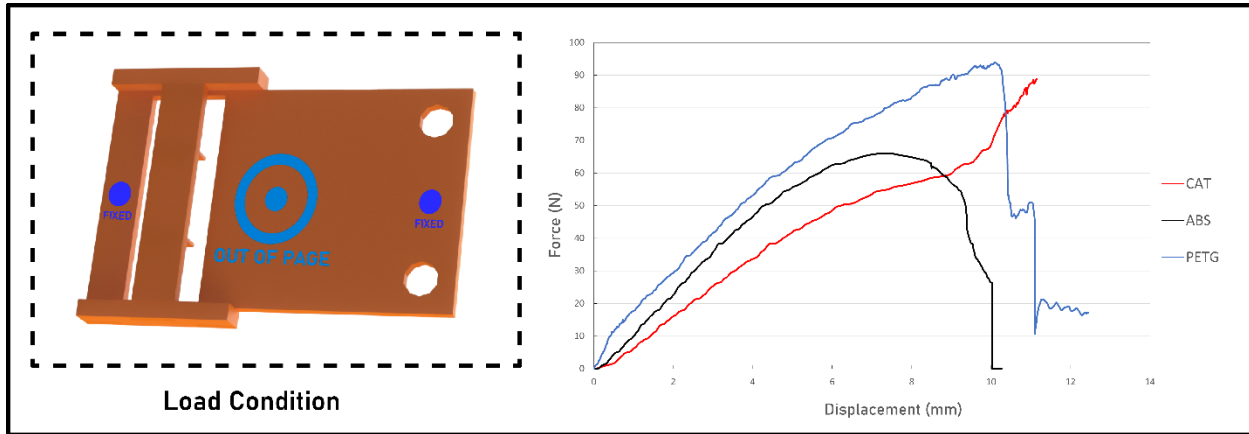 FIXED
OUT OF PAGE
FIXED
Load Condition
Force (N)
100
90
80
70
60
50
40
30
20
10
0
0 2 4 6 8 10 12 14
Displacement (mm)
CAT
ABS
PETG